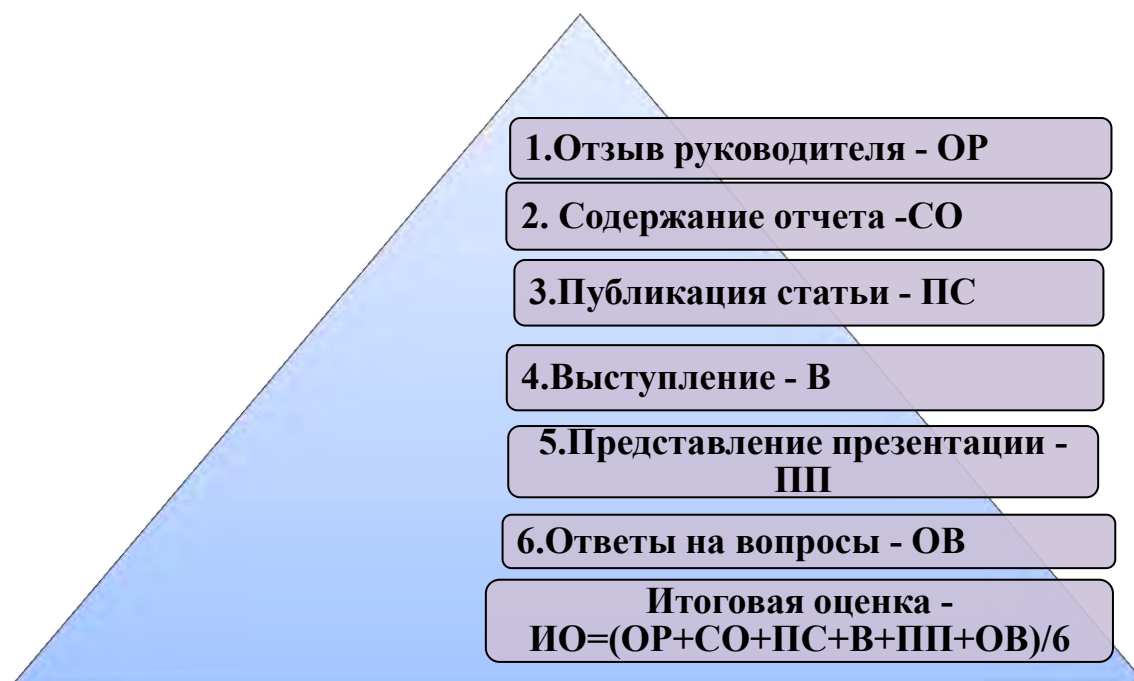 1.Отзыв руководителя - ОР
2. Содержание отчета -СО
3.Публикация статьи - ПС
4.Выступление - В
5.Представление презентации -
ПП
6.Ответы на вопросы - ОВ
Итоговая оценка -
ИО=(ОР+СО+ПС+В+ПП+ОВ)/6